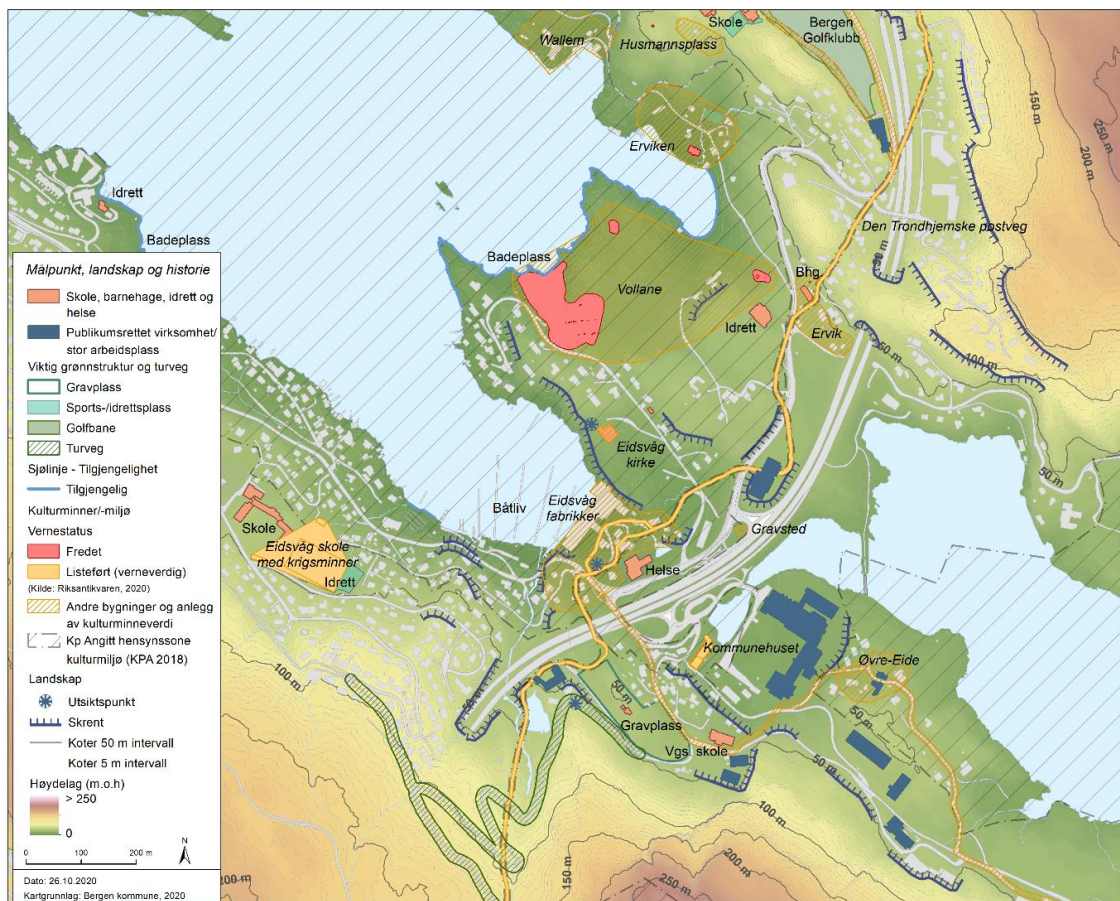 Skole
Bergen
Golfklubb
Wallem
Husmannsplass
150 m
250 m
200 m
Erviken
Idrett
Badeplass
Den Trondhjemske postveg
50 m
Badeplass
Bhg
Vollane
Idrett
Ervik
50 m
100 m
Målpunkt, landskap og historie
Skole, barnehage, idrett og
helse
Publikumsrettet virksomhet/
stor arbeidsplass
Viktig grønnstruktur og turveg
Gravplass
Sports-/idrettsplass
Golfbane
Turveg
Sjølinje - Tilgjengelighet
Tilgjengelig
Kulturminner/-miljø
Vernestatus
Fredet
Listeført (verneverdig)
(Kilde: Riksantikvaren, 2020)
Andre bygninger og anlegg
av kulturminneverdi
Kp Angitt hensynssone
kulturmiljø (KPA 2018)
Landskap
Utsiktspunkt
Skrent
Koter 50 m intervall
Koter 5 m intervall
Høydelag (m.o.h)
> 250
0
N
0 100 200 m
Dato: 26.10.2020
Kartgrunnlag: Bergen kommune, 2020
Eidsvåg
kirke
50 m
Båtliv
Eidsvåg
fabrikker
Gravsted
Skole
Eidsvåg skole
med krigsminner
Idrett
Helse
Kommunehuset
Øvre-Eide
100 m
50 m
50 m
Gravplass
Vgs skole
50 m
50 m
100 m
150 m
200 m
200 m
250 m